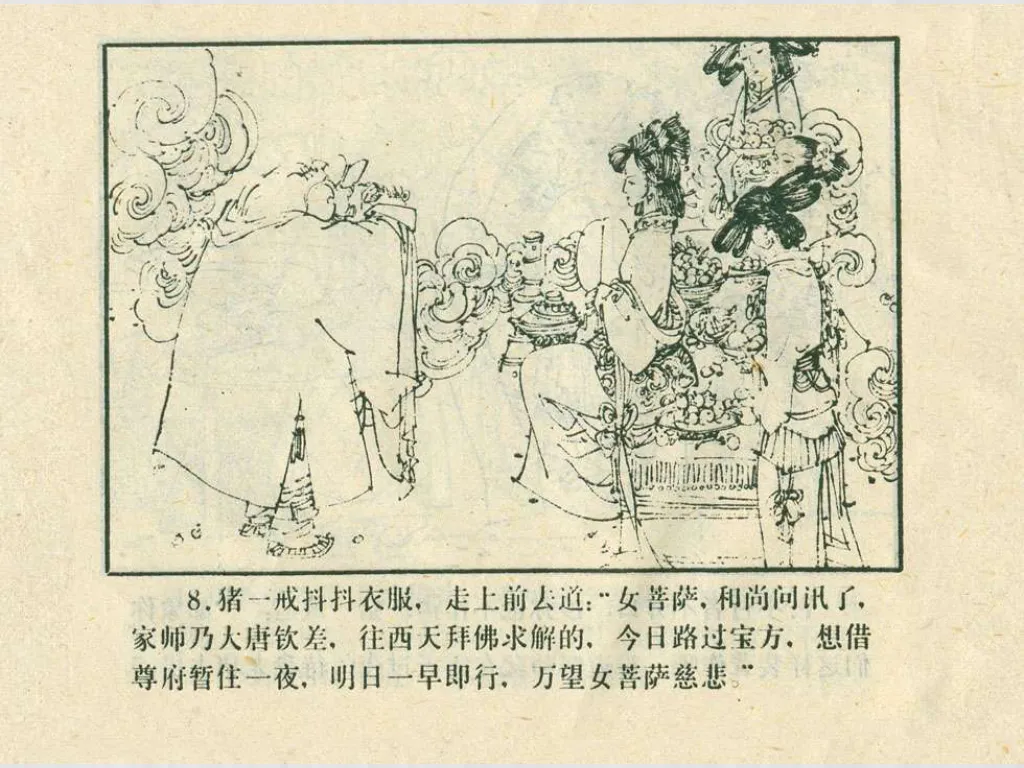 8.猪一戒抖抖衣服，走上前去道：“女菩萨，和尚问讯了，
家师乃大唐钦差，往西天拜佛求解的，今日路过宝方，想借
尊府暂住一夜，明日一早即行，万望女菩萨慈悲。”